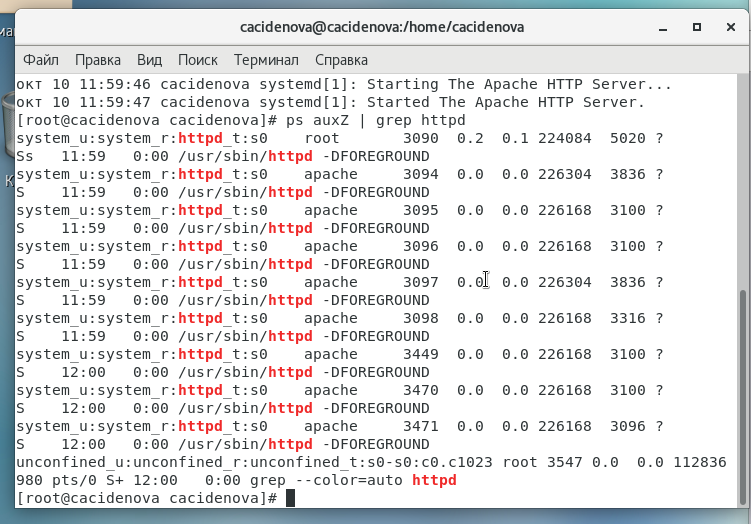 cacidenova@cacidenova:/home/cacidenova
Файл Правка Вид Поиск Терминал Справка
окт 10 11:59:46 cacidenova systemd[1]: Starting The Apache HTTP Server...
окт 10 11:59:47 cacidenova systemd[1]: Started The Apache HTTP Server.
[root@cacidenova cacidenova]# ps auxZ | grep httpd
system_u:system_r:httpd_t:s0    root       3090  0.2  0.1 224084  5020 ?
Ss   11:59   0:00 /usr/sbin/httpd -DFOREGROUND
system_u:system_r:httpd_t:s0    apache     3094  0.0  0.0 226304  3836 ?
S    11:59   0:00 /usr/sbin/httpd -DFOREGROUND
system_u:system_r:httpd_t:s0    apache     3095  0.0  0.0 226168  3100 ?
S    11:59   0:00 /usr/sbin/httpd -DFOREGROUND
system_u:system_r:httpd_t:s0    apache     3096  0.0  0.0 226168  3100 ?
S    11:59   0:00 /usr/sbin/httpd -DFOREGROUND
system_u:system_r:httpd_t:s0    apache     3097  0.0  0.0 226304  3836 ?
S    11:59   0:00 /usr/sbin/httpd -DFOREGROUND
system_u:system_r:httpd_t:s0    apache     3098  0.0  0.0 226168  3316 ?
S    11:59   0:00 /usr/sbin/httpd -DFOREGROUND
system_u:system_r:httpd_t:s0    apache     3449  0.0  0.0 226168  3100 ?
S    12:00   0:00 /usr/sbin/httpd -DFOREGROUND
system_u:system_r:httpd_t:s0    apache     3470  0.0  0.0 226168  3100 ?
S    12:00   0:00 /usr/sbin/httpd -DFOREGROUND
system_u:system_r:httpd_t:s0    apache     3471  0.0  0.0 226168  3096 ?
S    12:00   0:00 /usr/sbin/httpd -DFOREGROUND
unconfined_u:unconfined_r:unconfined_t:s0-s0:c0.c1023 root 3547 0.0  0.0 112836
980 pts/0 S+ 12:00   0:00 grep --color=auto httpd
[root@cacidenova cacidenova]#